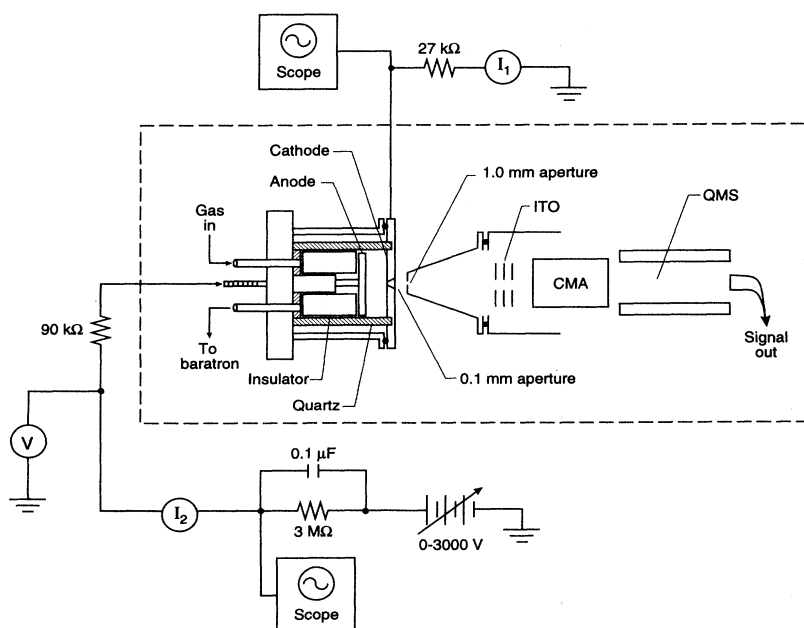 Scope
27 kΩ
I1
Cathode
Anode
1.0 mm aperture
ITO
QMS
Gas
in
CMA
90 kΩ
To
baratron
Signal
out
Insulator
0.1 mm aperture
Quartz
V
0.1 μF
I2
3 MΩ
0-3000 V
Scope